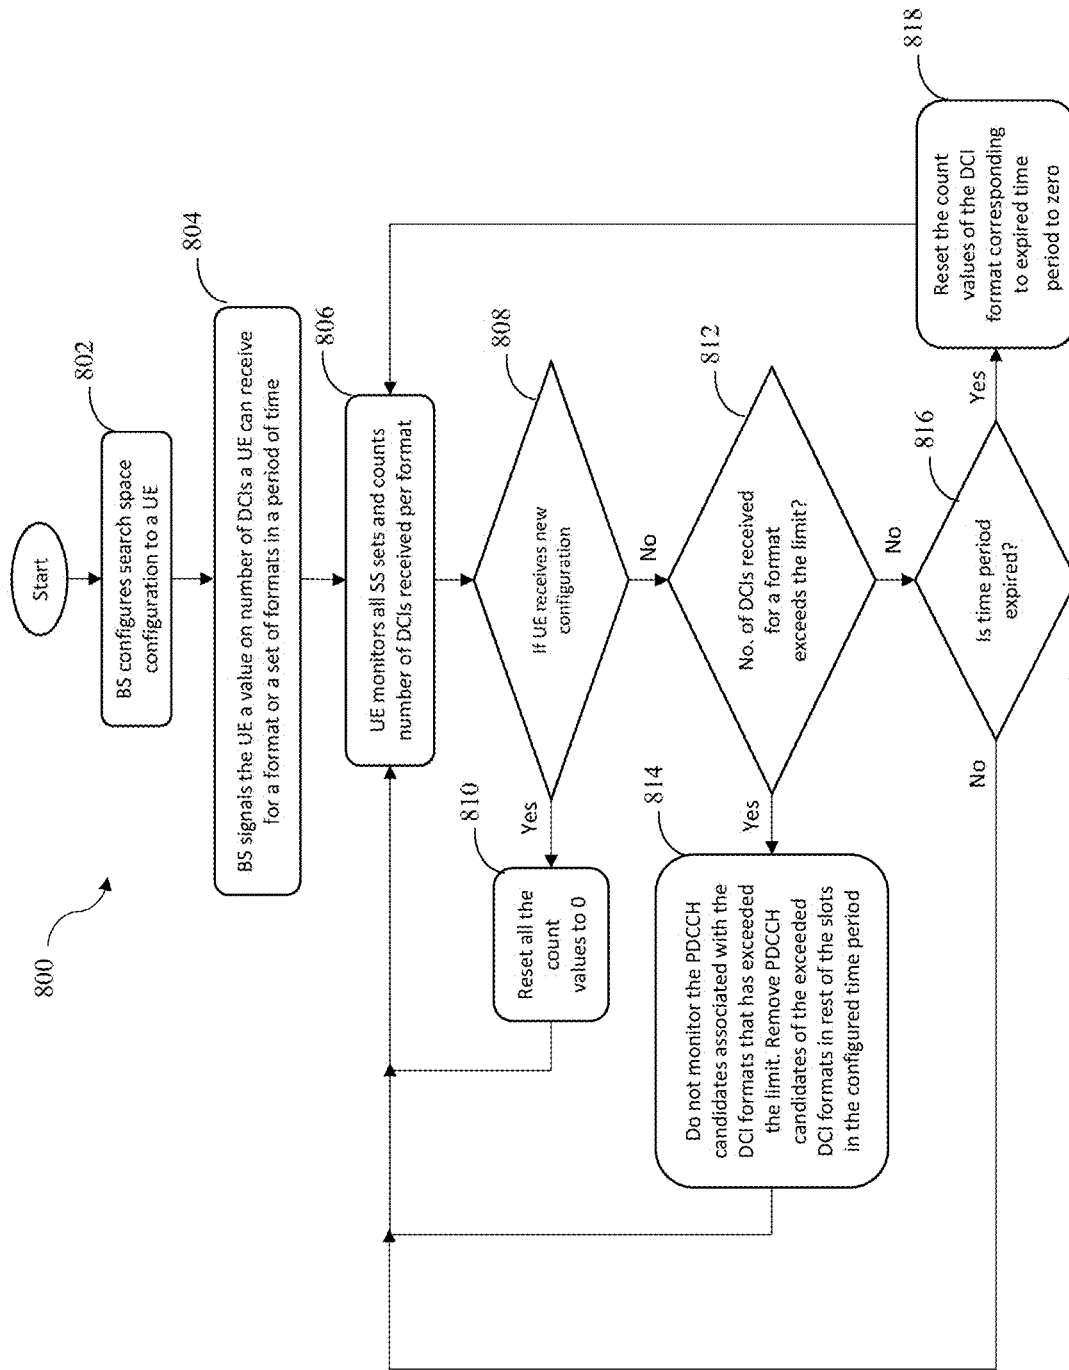 800
Start
802
BS configures search space
configuration to a UE
804
BS signals the UE a value on number of DCIs a UE can receive
for a format or a set of formats in a period of time
806
UE monitors all SS sets and counts
number of DCIs received per format
808
If UE receives new
configuration
Yes
No
810
Reset all the
count
values to 0
812
No. of DCIs received
for a format
exceeds the limit?
Yes
No
814
Do not monitor the PDCCH
candidates associated with the
DCI formats that has exceeded
the limit. Remove PDCCH
candidates of the exceeded
DCI formats in rest of the slots
in the configured time period
816
Is time period
expired?
No
Yes
818
Reset the count
values of the DCI
format corresponding
to expired time
period to zero